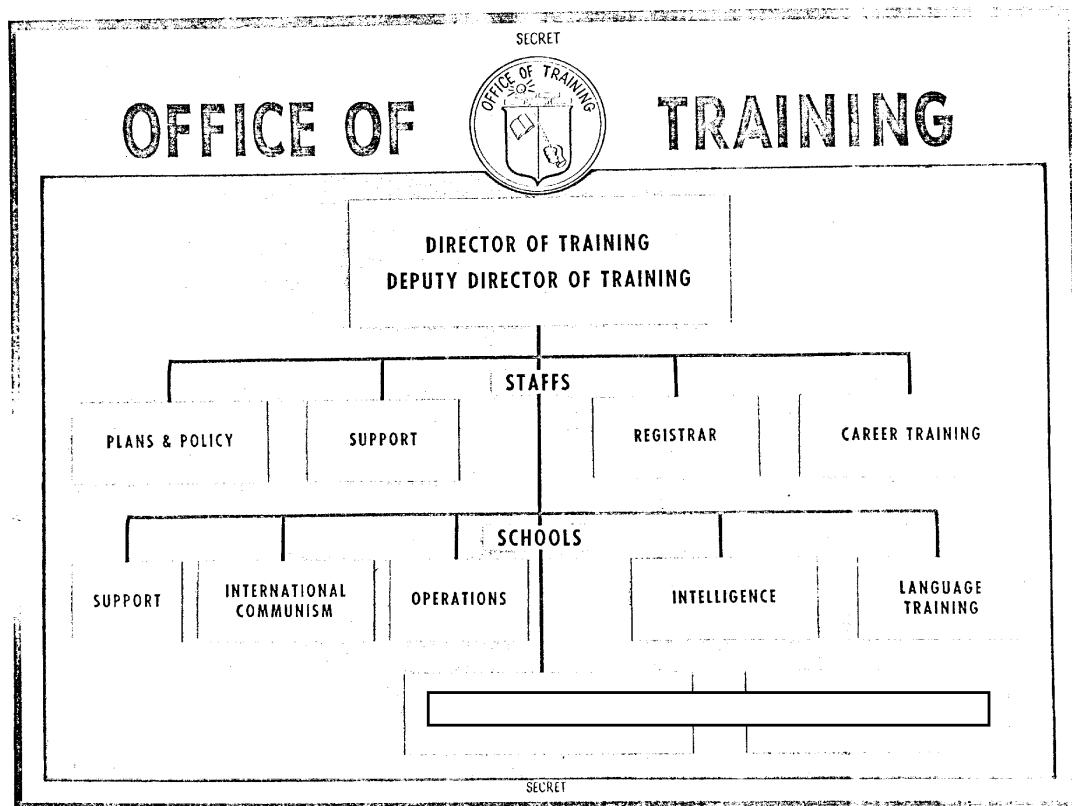 SECRET
OFFICE OF TRAINING
OFFICE OF TRAINING
DIRECTOR OF TRAINING
DEPUTY DIRECTOR OF TRAINING
STAFFS
PLANS & POLICY
SUPPORT
REGISTRAR
CAREER TRAINING
SCHOOLS
SUPPORT
INTERNATIONAL
COMMUNISM
OPERATIONS
INTELLIGENCE
LANGUAGE
TRAINING
SECRET